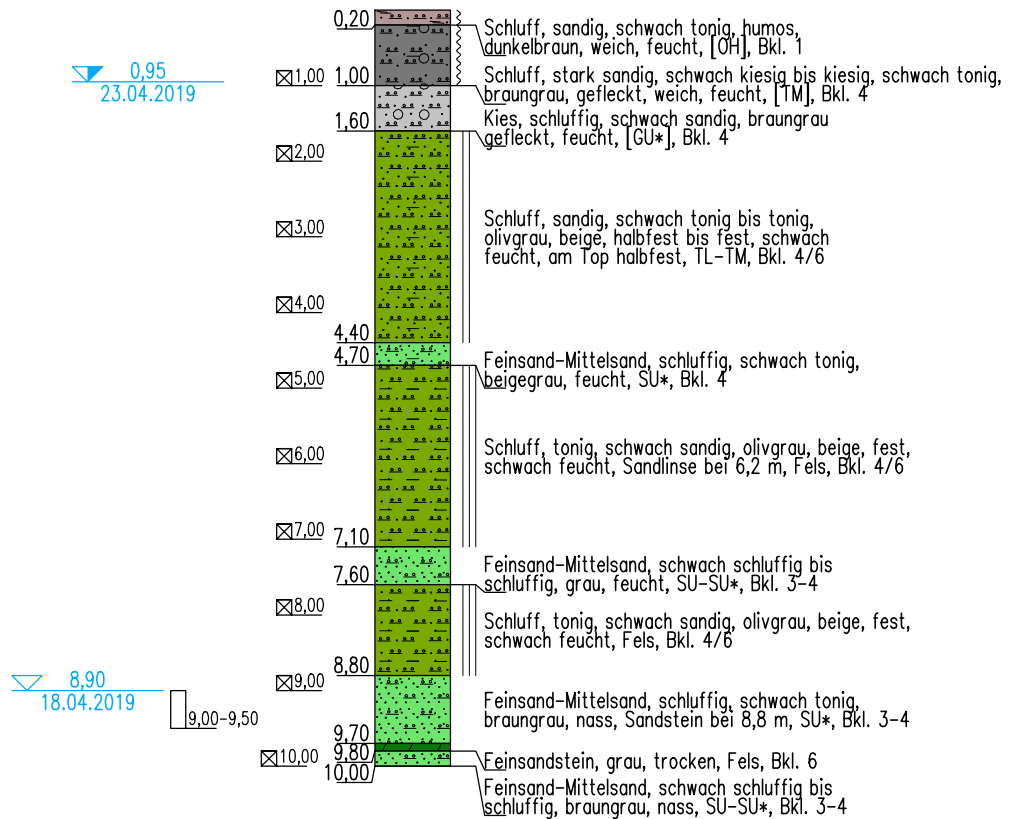 0,20
Schluff, sandig, schwach tonig, humos,
dunkelbraun, weich, feucht, [OH], Bkl. 1
0,95
23.04.2019
1,00
1,00
Schluff, stark sandig, schwach kiesig bis kiesig, schwach tonig,
braungrau, gefleckt, weich, feucht, [TM], Bkl. 4
1,60
Kies, schluffig, schwach sandig, braungrau
gefleckt, feucht, [GU*], Bkl. 4
2,00
3,00
Schluff, sandig, schwach tonig bis tonig,
olivgrau, beige, halbfest bis fest, schwach
feucht, am Top halbfest, TL-TM, Bkl. 4/6
4,00
4,40
4,70
Feinsand-Mittelsand, schluffig, schwach tonig,
beigegrau, feucht, SU*, Bkl. 4
5,00
6,00
Schluff, tonig, schwach sandig, olivgrau, beige, fest,
schwach feucht, Sandlinse bei 6,2 m, Fels, Bkl. 4/6
7,00
7,10
7,60
Feinsand-Mittelsand, schwach schluffig bis
schluffig, grau, feucht, SU-SU*, Bkl. 3-4
8,00
Schluff, tonig, schwach sandig, olivgrau, beige, fest,
schwach feucht, Fels, Bkl. 4/6
8,80
8,90
18.04.2019
9,00
9,00-9,50
Feinsand-Mittelsand, schluffig, schwach tonig,
braungrau, nass, Sandstein bei 8,8 m, SU*, Bkl. 3-4
9,70
9,80
10,00
10,00
Feinsandstein, grau, trocken, Fels, Bkl. 6
Feinsand-Mittelsand, schwach schluffig bis
schluffig, braungrau, nass, SU-SU*, Bkl. 3-4